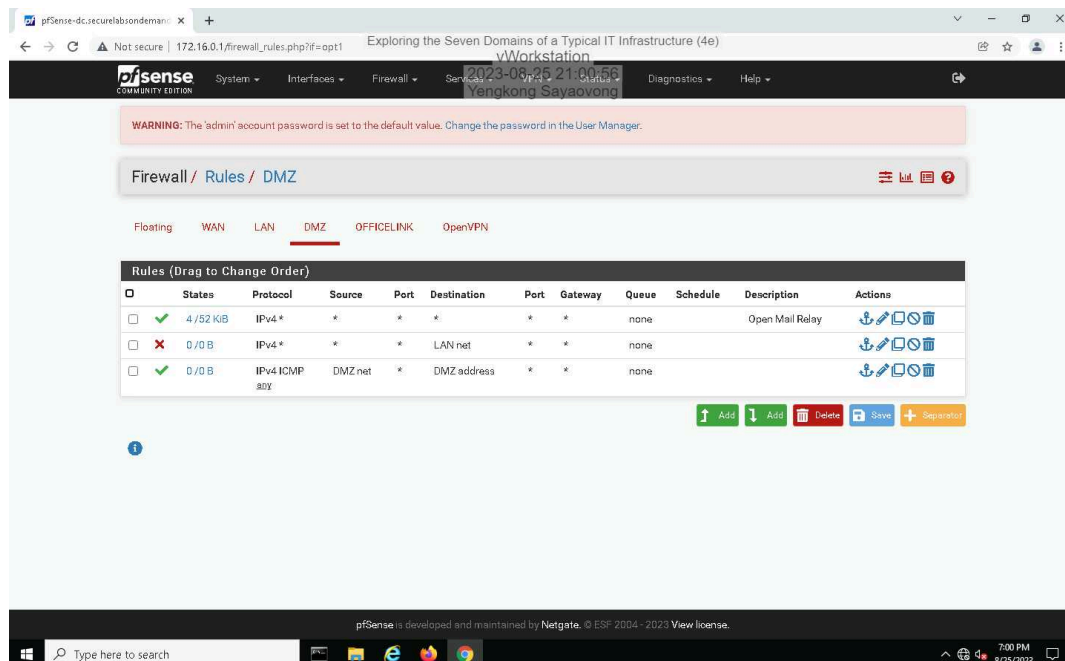 pfSense-dc.securelabsondemand
Not secure | 172.16.0.1/firewall_rules.php?if=opt1
Exploring the Seven Domains of a Typical IT Infrastructure (4e)
vWorkstation
2023-08-25 21:00:56
Yengkong Sayaovong
pfsense COMMUNITY EDITION
System Interfaces Firewall Services VPN Status Diagnostics Help
WARNING: The 'admin' account password is set to the default value. Change the password in the User Manager.
Firewall / Rules / DMZ
Floating WAN LAN DMZ OFFICELINK OpenVPN
Rules (Drag to Change Order)
States Protocol Source Port Destination Port Gateway Queue Schedule Description Actions
4 /52 KiB IPv4 * * * * * * none Open Mail Relay
0 /0 B IPv4 * * * LAN net * * none
0 /0 B IPv4 ICMP any DMZ net * DMZ address * * none
Add Add Delete Save Separator
pfSense is developed and maintained by Netgate. © ESF 2004 - 2023 View license.
Type here to search
7:00 PM
8/25/2023